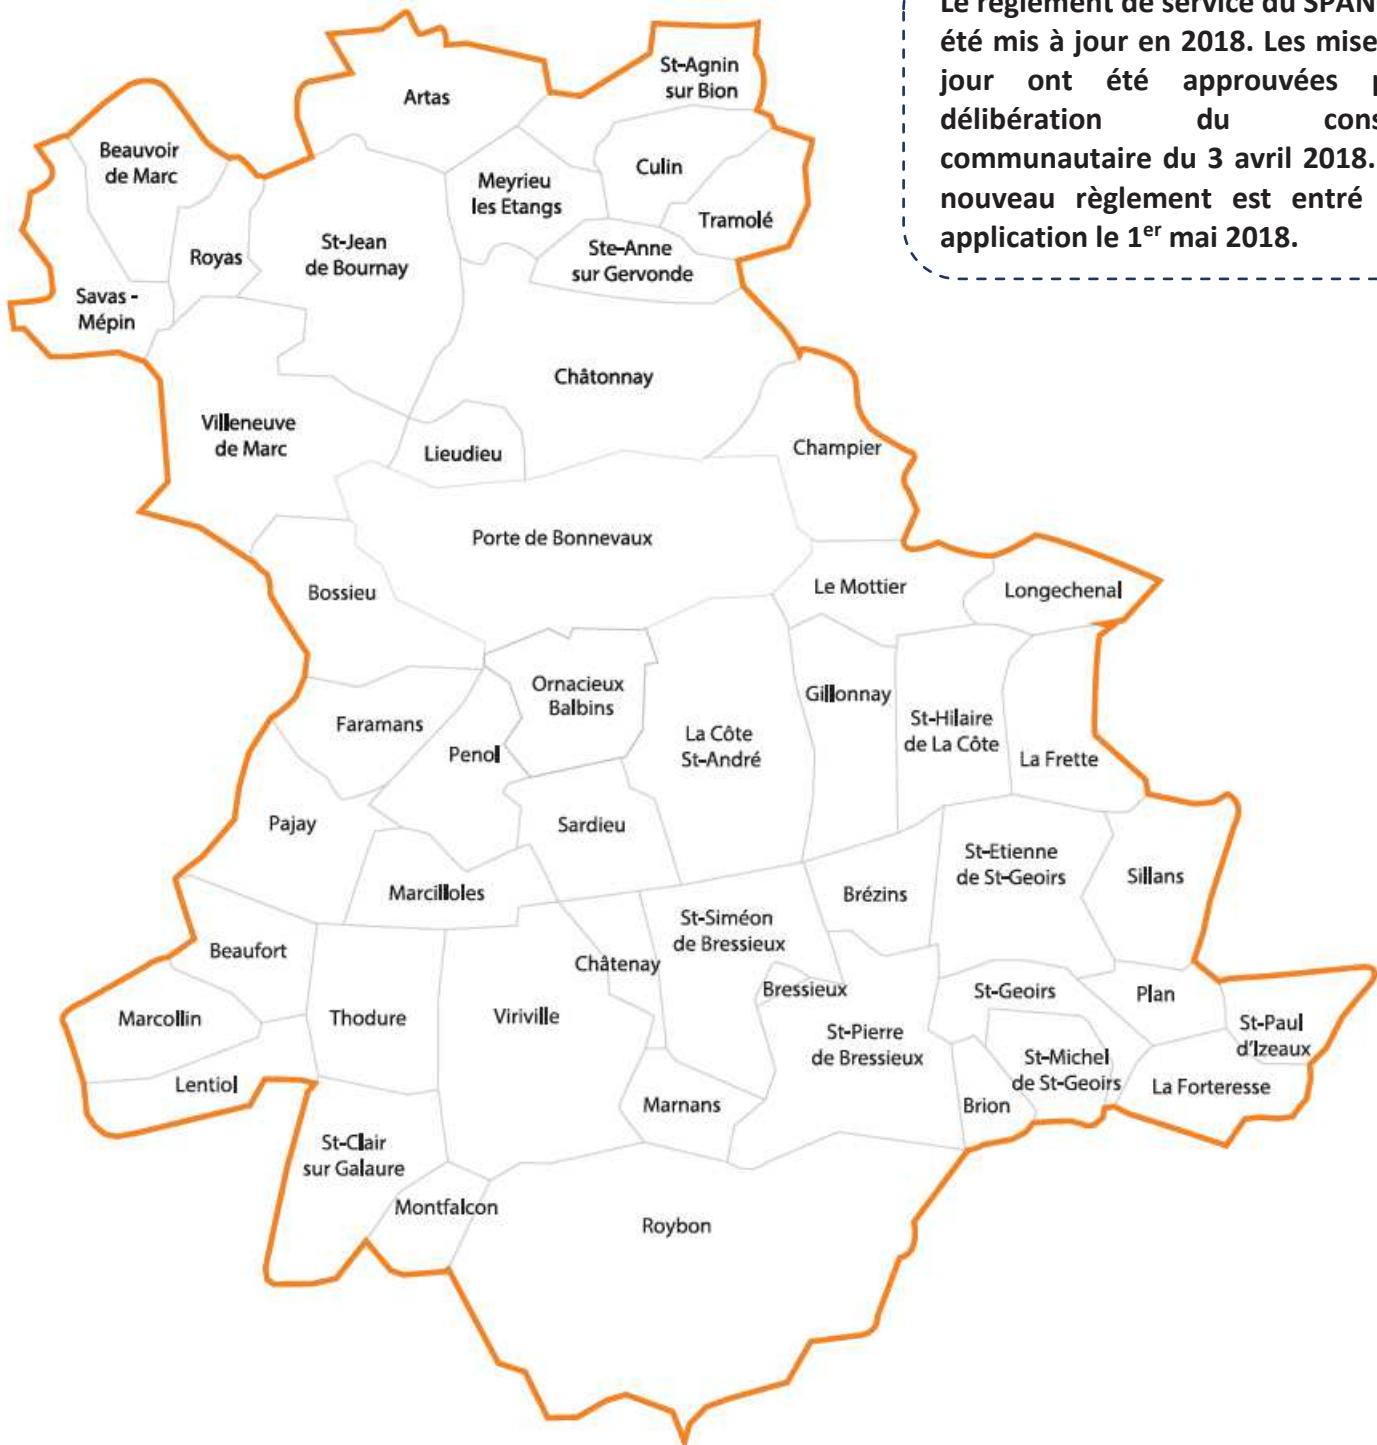 Le règlement de service du SPAN
été mis à jour en 2018. Les mise
jour ont été approuvées p
délibération du cons
communautaire du 3 avril 2018.
nouveau règlement est entré
application le 1er mai 2018.
St-Agnin
sur Bion
Artas
Beauvoir
de Marc
Culin
Meyrieu
les Etangs
Tramolé
St-Jean
de Bournay
Royas
Ste-Anne
sur Gervonde
Savas -
Mépin
Châtonnay
Villeneuve
de Marc
Lieudieu
Champier
Porte de Bonnevaux
Bossieu
Le Mottier
Longechenal
Ornacieux
Balbins
Gillonnay
Faramans
St-Hilaire
de La Côte
La Côte
St-André
Penol
La Frette
Pajay
Sardieu
St-Etienne
de St-Geoirs
Sillans
Marcilloles
Brézins
St-Siméon
de Bressieux
Beaufort
Châtenay
Bressieux
St-Geoirs
Plan
Marcollin
Thodure
Viriville
St-Pierre
de Bressieux
St-Paul
d'Izeaux
St-Michel
de St-Geoirs
Lentiol
La Forteresse
Marnans
Brion
St-Clair
sur Galaure
Montfalcon
Roybon